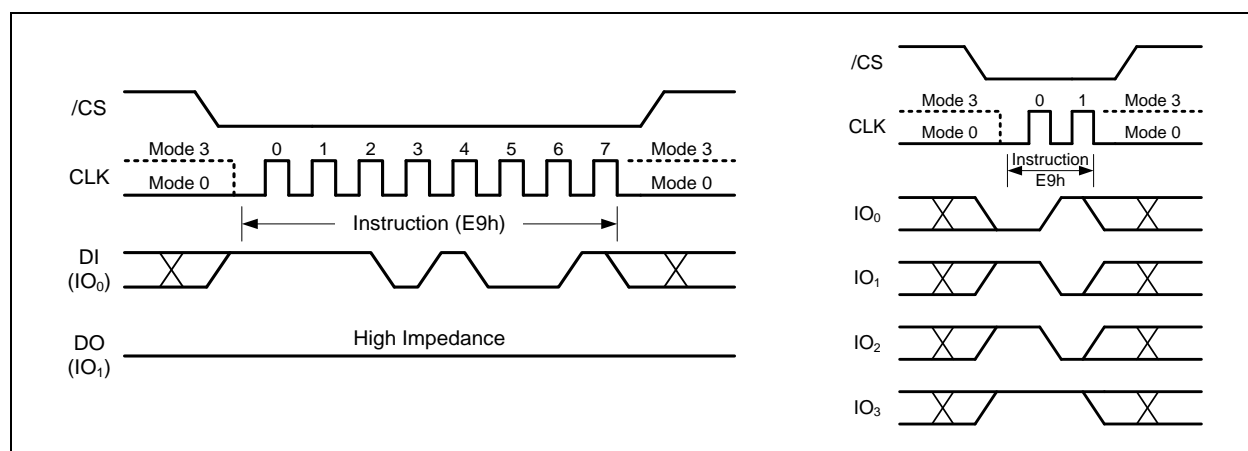 /CS
Mode 3
0 1 2 3 4 5 6 7
Mode 3
CLK
Mode 0
Mode 0
Instruction (E9h)
DI
(IO₀)
High Impedance
DO
(IO₁)
/CS
Mode 3
0 1
Mode 3
CLK
Mode 0
Mode 0
Instruction
E9h
IO₀
IO₁
IO₂
IO₃